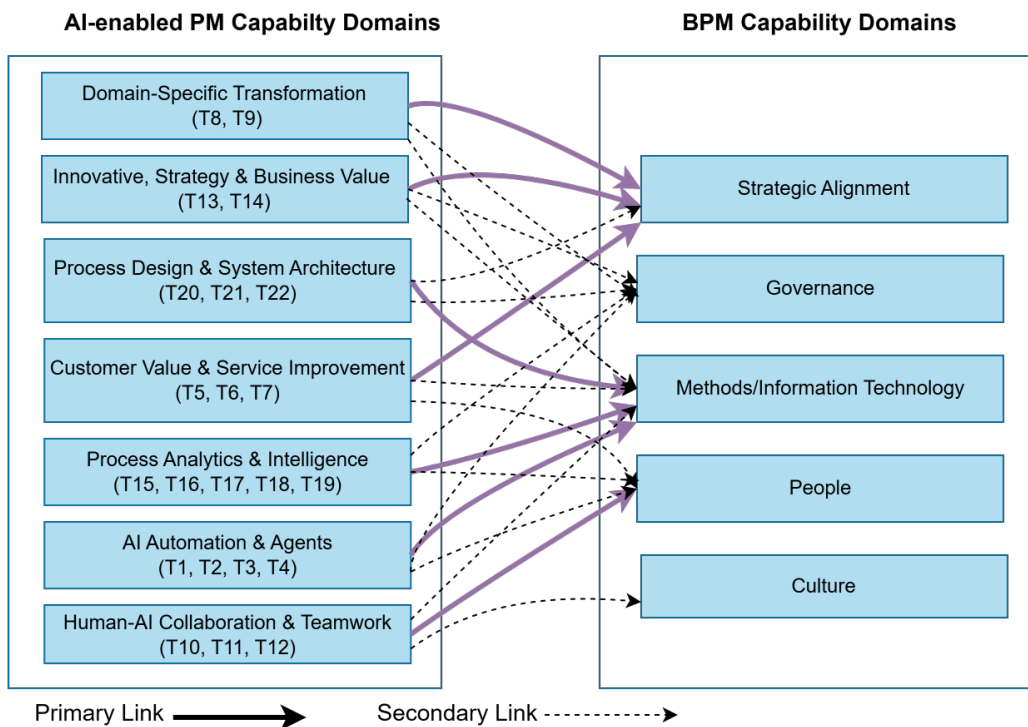 AI-enabled PM Capabilty Domains
BPM Capability Domains
Domain-Specific Transformation
(T8, T9)
Innovative, Strategy & Business Value
(T13, T14)
Process Design & System Architecture
(T20, T21, T22)
Customer Value & Service Improvement
(T5, T6, T7)
Process Analytics & Intelligence
(T15, T16, T17, T18, T19)
AI Automation & Agents
(T1, T2, T3, T4)
Human-AI Collaboration & Teamwork
(T10, T11, T12)
Strategic Alignment
Governance
Methods/Information Technology
People
Culture
Primary Link
Secondary Link